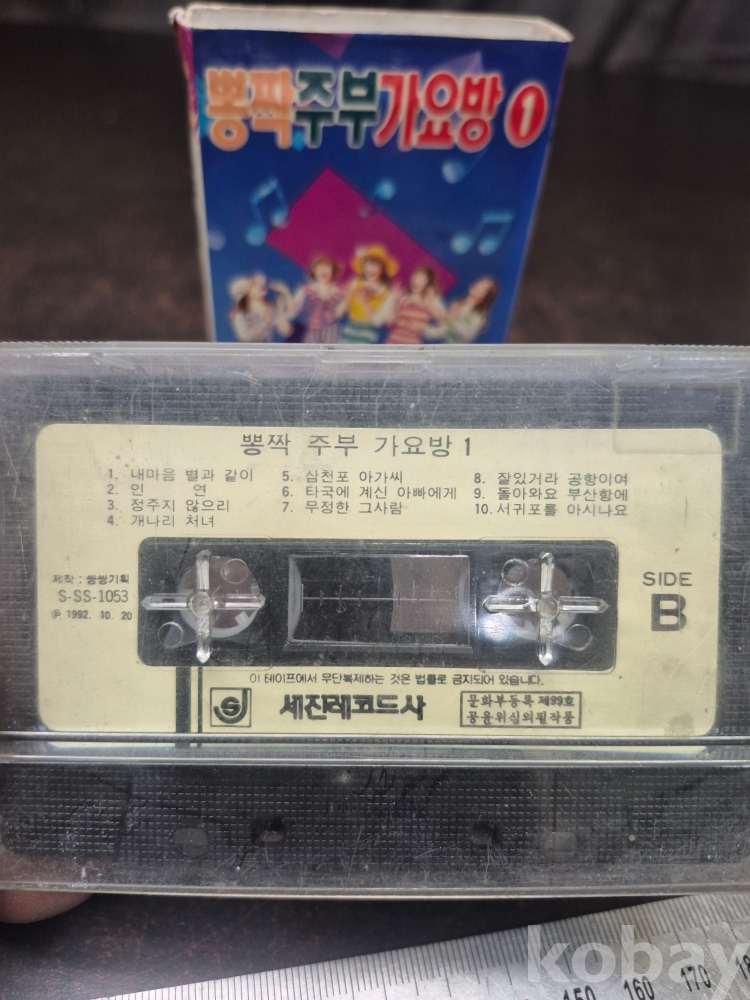 뽕짝주부가요방 1
뽕짝 주부 가요방 1
1. 내마음 별과 같이
2. 인 연
3. 정주지 않으리
4. 개나리 처녀
5. 삼천포 아가씨
6. 타국에 계신 아빠에게
7. 무정한 그사람
8. 잘있거라 공항이여
9. 돌아와요 부산항에
10. 서귀포를 아시나요
제작 : 쌍쌍기획
S-SS-1053
℗ 1992. 10. 20
SIDE
B
이 테이프에서 무단복제하는 것은 법률로 금지되어 있습니다.
세진레코드사
문화부등록 제99호
공윤위심의필작품
kobay
150 160 170 18